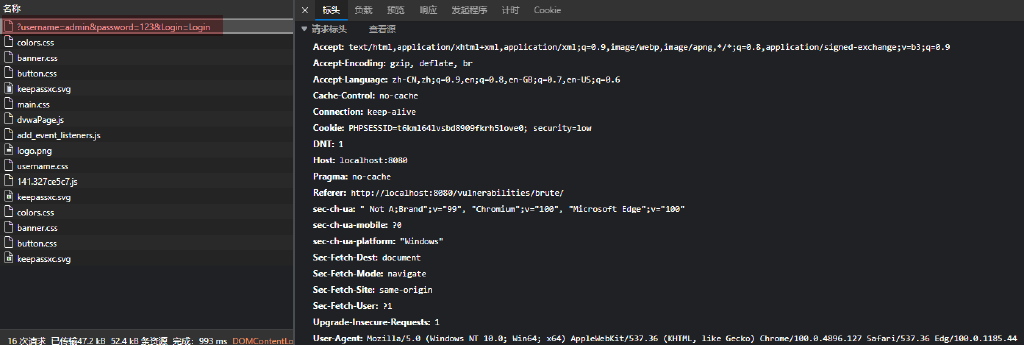 名称
?username=admin&password=123&Login=Login
colors.css
banner.css
button.css
keepassxc.svg
main.css
dvwaPage.js
add_event_listeners.js
logo.png
username.css
141.327ce5c7.js
keepassxc.svg
colors.css
banner.css
button.css
keepassxc.svg
16 次请求 已传输47.2 kB 52.4 kB 条资源 完成: 993 ms DOMContentLo
标头 负载 预览 响应 发起程序 计时 Cookie
请求标头 查看源
Accept: text/html,application/xhtml+xml,application/xml;q=0.9,image/webp,image/apng,*/*;q=0.8,application/signed-exchange;v=b3;q=0.9
Accept-Encoding: gzip, deflate, br
Accept-Language: zh-CN,zh;q=0.9,en;q=0.8,en-GB;q=0.7,en-US;q=0.6
Cache-Control: no-cache
Connection: keep-alive
Cookie: PHPSESSID=t6kml64lvsbd8909fkrh5love0; security=low
DNT: 1
Host: localhost:8080
Pragma: no-cache
Referer: http://localhost:8080/vulnerabilities/brute/
sec-ch-ua: " Not A;Brand";v="99", "Chromium";v="100", "Microsoft Edge";v="100"
sec-ch-ua-mobile: ?0
sec-ch-ua-platform: "Windows"
Sec-Fetch-Dest: document
Sec-Fetch-Mode: navigate
Sec-Fetch-Site: same-origin
Sec-Fetch-User: ?1
Upgrade-Insecure-Requests: 1
User-Agent: Mozilla/5.0 (Windows NT 10.0; Win64; x64) AppleWebKit/537.36 (KHTML, like Gecko) Chrome/100.0.4896.127 Safari/537.36 Edg/100.0.1185.44